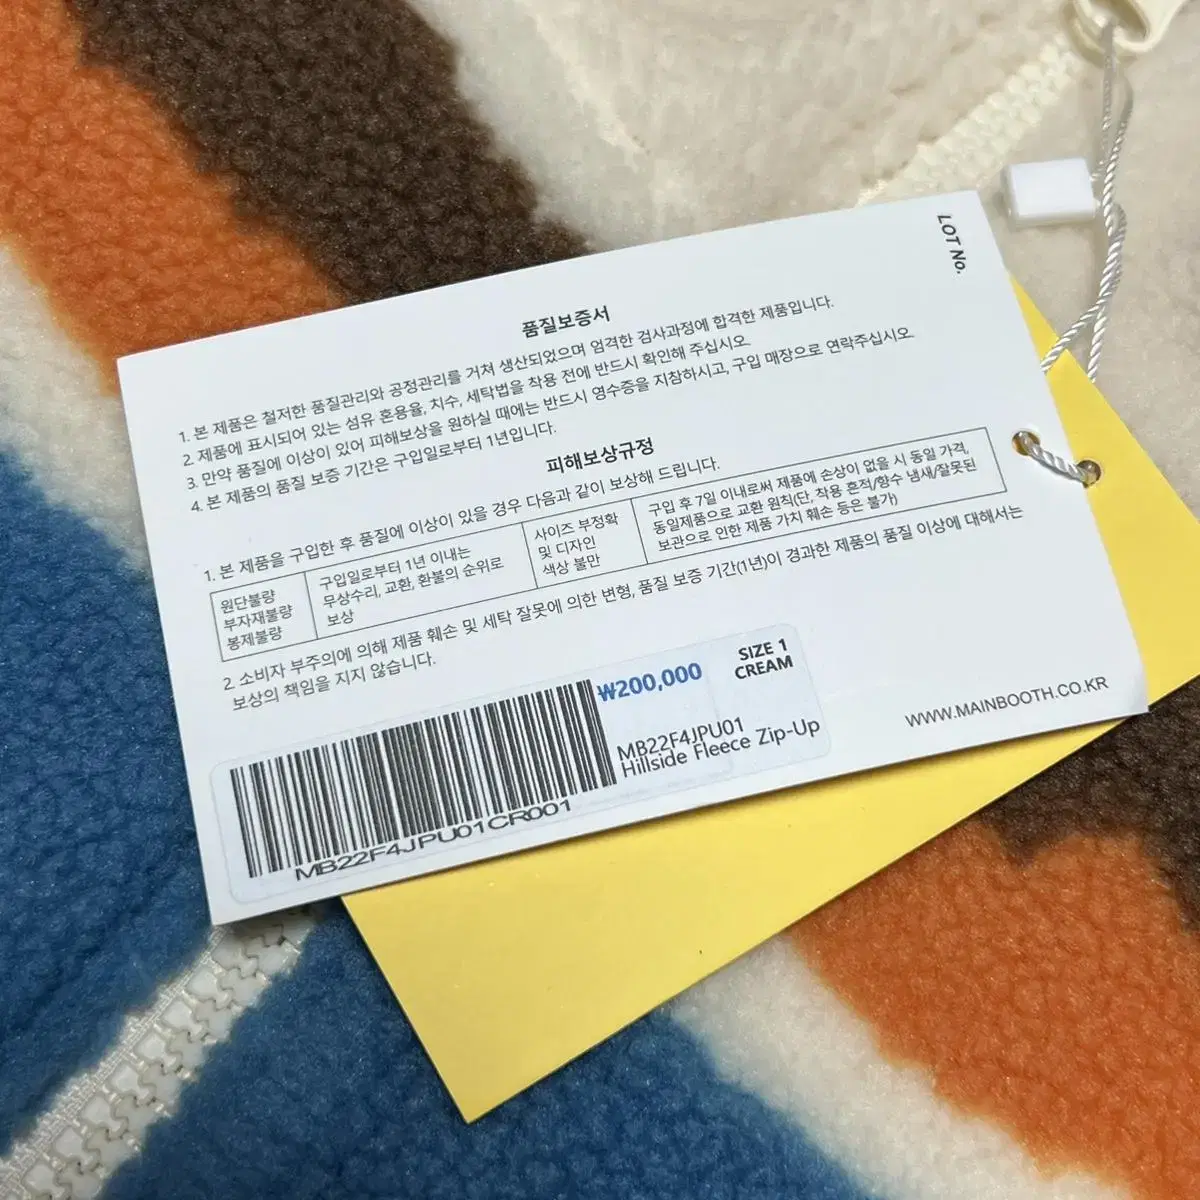 LOT No.
품질보증서
1. 본 제품은 철저한 품질관리와 공정관리를 거쳐 생산되었으며 엄격한 검사과정에 합격한 제품입니다.
2. 제품에 표시되어 있는 섬유 혼용율, 치수, 세탁법을 착용 전에 반드시 확인해 주십시오.
3. 만약 품질에 이상이 있어 피해보상을 원하실 때에는 반드시 영수증을 지참하시고, 구입 매장으로 연락주십시오.
4. 본 제품의 품질 보증 기간은 구입일로부터 1년입니다.
피해보상규정
1. 본 제품을 구입한 후 품질에 이상이 있을 경우 다음과 같이 보상해 드립니다.
원단불량
부자재불량
봉제불량
구입일로부터 1년 이내는
무상수리, 교환, 환불의 순위로
보상
사이즈 부정확
및 디자인
색상 불만
구입 후 7일 이내로써 제품에 손상이 없을 시 동일 가격,
동일제품으로 교환 원칙(단, 착용 흔적/향수 냄새/잘못된
보관으로 인한 제품 가치 훼손 등은 불가)
2. 소비자 부주의에 의해 제품 훼손 및 세탁 잘못에 의한 변형, 품질 보증 기간(1년)이 경과한 제품의 품질 이상에 대해서는
보상의 책임을 지지 않습니다.
₩200,000
SIZE 1
CREAM
MB22F4JPU01
Hillside Fleece Zip-Up
MB22F4JPU01CR001
WWW.MAINBOOTH.CO.KR